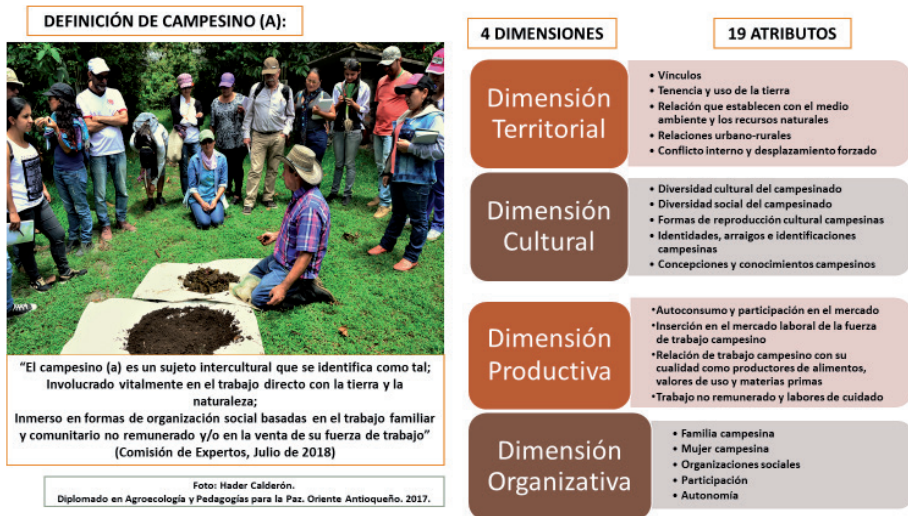 DEFINICIÓN DE CAMPESINO (A):
“El campesino (a) es un sujeto intercultural que se identifica como tal;
Involucrado vitalmente en el trabajo directo con la tierra y la
naturaleza;
Inmerso en formas de organización social basadas en el trabajo familiar
y comunitario no remunerado y/o en la venta de su fuerza de trabajo”
(Comisión de Expertos, Julio de 2018)
Foto: Hader Calderón.
Diplomado en Agroecología y Pedagogías para la Paz. Oriente Antioqueño. 2017.
4 DIMENSIONES
19 ATRIBUTOS
Dimensión
Territorial
• Vínculos
• Tenencia y uso de la tierra
• Relación que establecen con el medio
ambiente y los recursos naturales
• Relaciones urbano-rurales
• Conflicto interno y desplazamiento forzado
Dimensión
Cultural
• Diversidad cultural del campesinado
• Diversidad social del campesinado
• Formas de reproducción cultural campesinas
• Identidades, arraigos e identificaciones
campesinas
• Concepciones y conocimientos campesinos
Dimensión
Productiva
•Autoconsumo y participación en el mercado
•Inserción en el mercado laboral de la fuerza
de trabajo campesino
•Relación de trabajo campesino con su
cualidad como productores de alimentos,
valores de uso y materias primas
•Trabajo no remunerado y labores de cuidado
Dimensión
Organizativa
• Familia campesina
• Mujer campesina
• Organizaciones sociales
• Participación
• Autonomía